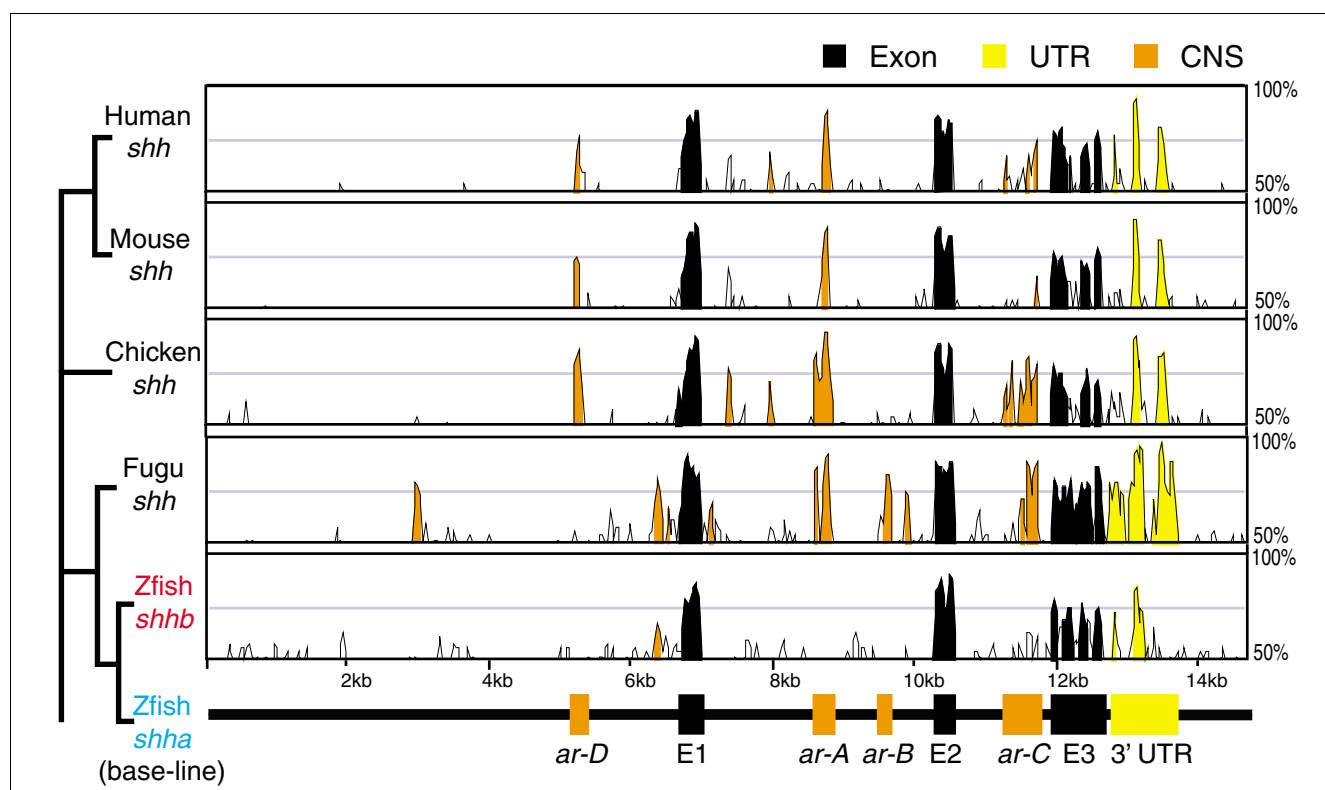 Exon UTR CNS
Human
shh
100%
50%
Mouse
shh
100%
50%
Chicken
shh
100%
50%
Fugu
shh
100%
50%
Zfish
shhb
100%
50%
2kb 4kb 6kb 8kb 10kb 12kb 14kb
Zfish
shha
(base-line)
ar-D E1 ar-A ar-B E2 ar-C E3 3' UTR